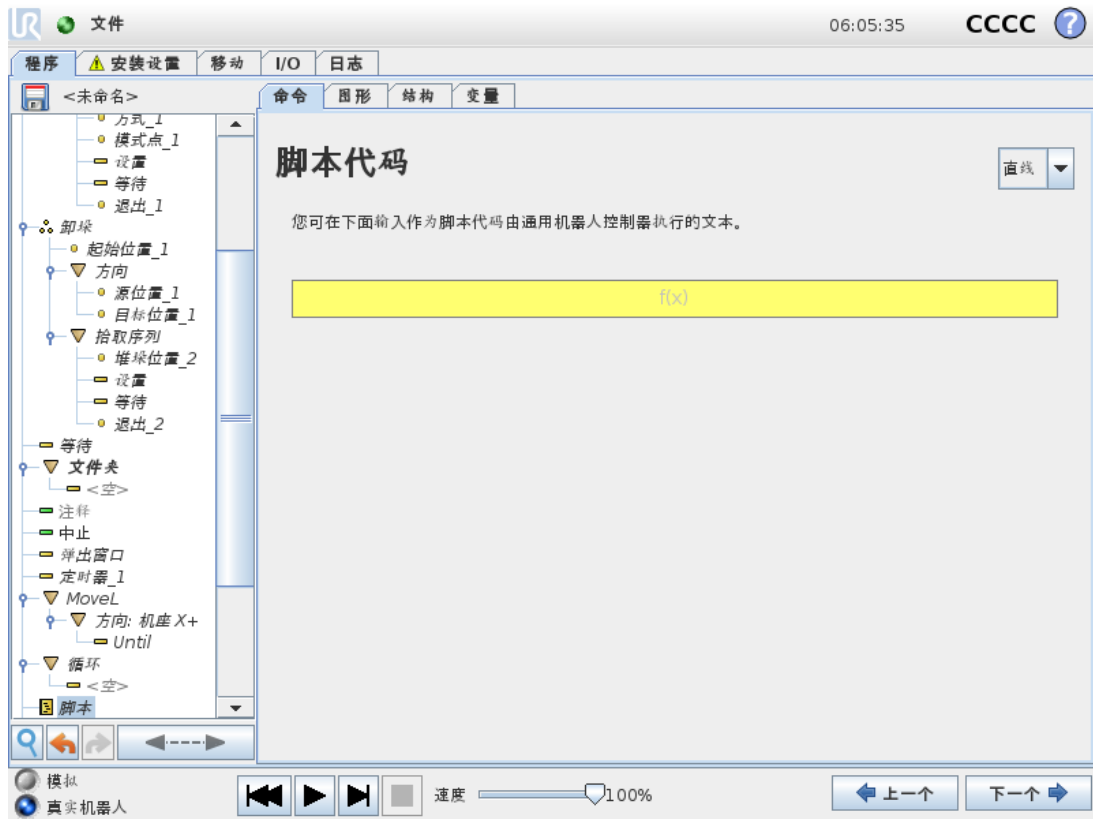 UR 文件 06:05:35 CCCC ?
程序 安装设置 移动 I/O 日志
<未命名> 命令 图形 结构 变量
方式_1
模式点_1
设置
等待
退出_1
卸垛
起始位置_1
方向
源位置_1
目标位置_1
拾取序列
堆垛位置_2
设置
等待
退出_2
等待
文件夹
<空>
注释
中止
弹出窗口
定时器_1
MoveL
方向: 机座 X+
Until
循环
<空>
脚本
脚本代码
直线
您可在下面输入作为脚本代码由通用机器人控制器执行的文本。
f(x)
模拟
真实机器人
速度 100% 上一个 下一个